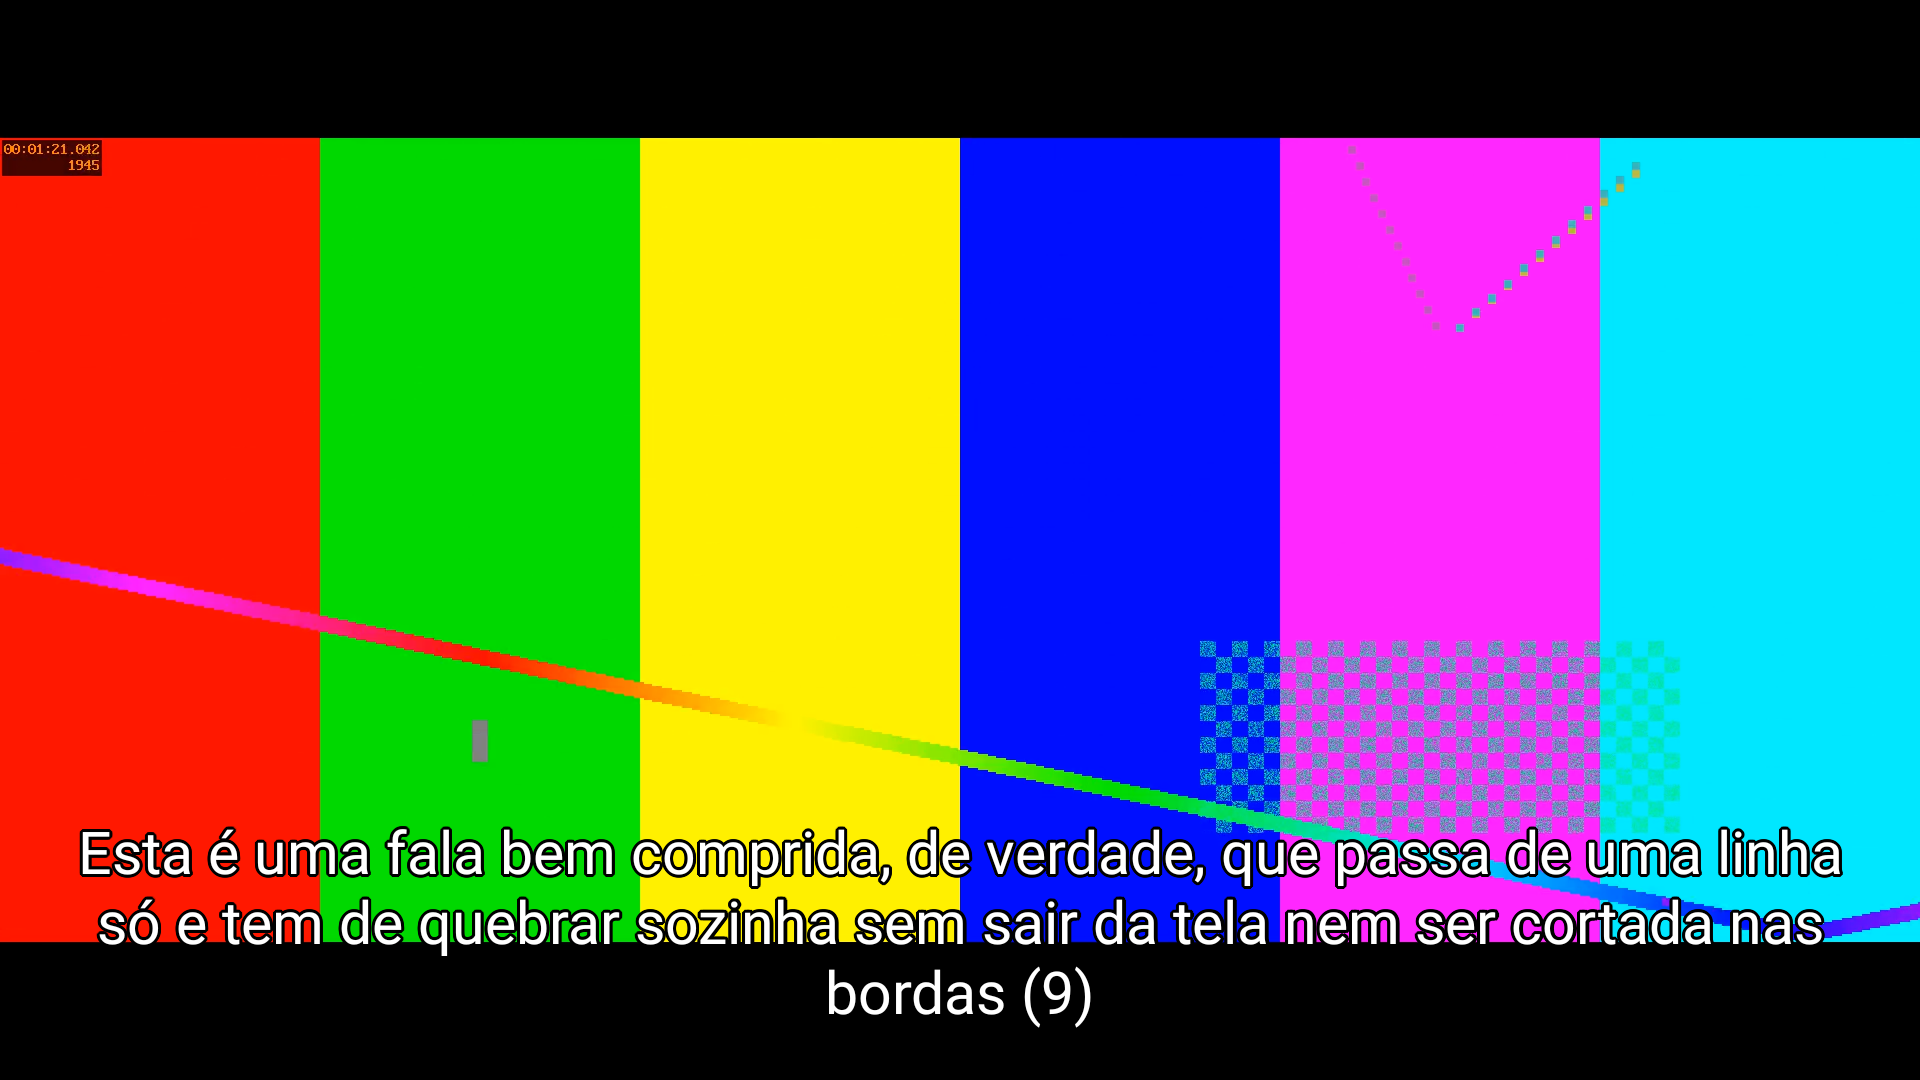 00:01:21.042
1945
Esta é uma fala bem comprida, de verdade, que passa de uma linha
só e tem de quebrar sozinha sem sair da tela nem ser cortada nas
bordas (9)